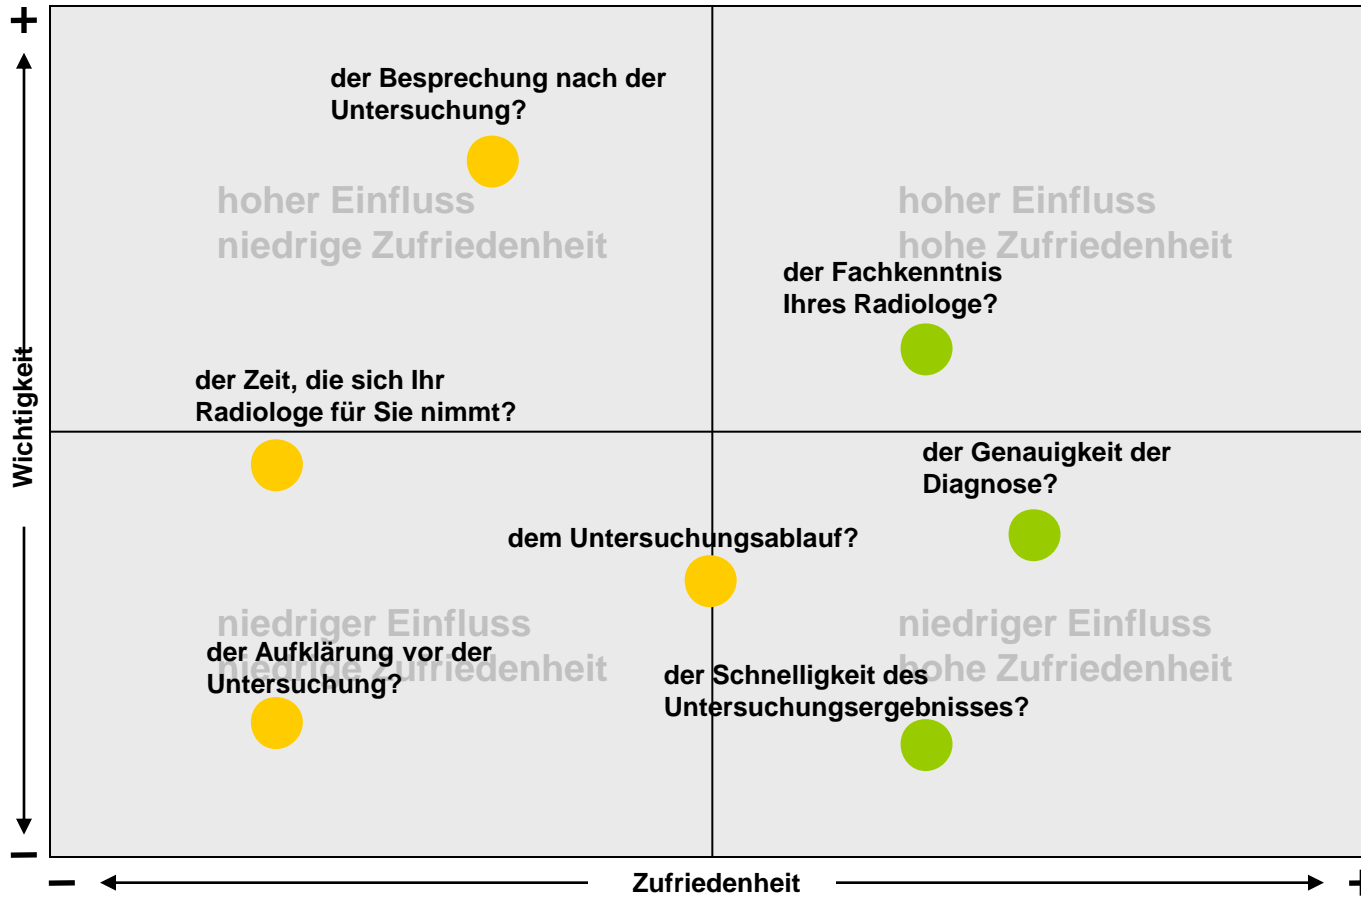 +
der Besprechung nach der
Untersuchung?
hoher Einfluss
niedrige Zufriedenheit
hoher Einfluss
hohe Zufriedenheit
der Fachkenntnis
Ihres Radiologe?
Wichtigkeit
der Zeit, die sich Ihr
Radiologe für Sie nimmt?
der Genauigkeit der
Diagnose?
dem Untersuchungsablauf?
niedriger Einfluss
niedrige Zufriedenheit
der Aufklärung vor der
Untersuchung?
niedriger Einfluss
hohe Zufriedenheit
der Schnelligkeit des
Untersuchungsergebnisses?
–
– Zufriedenheit +